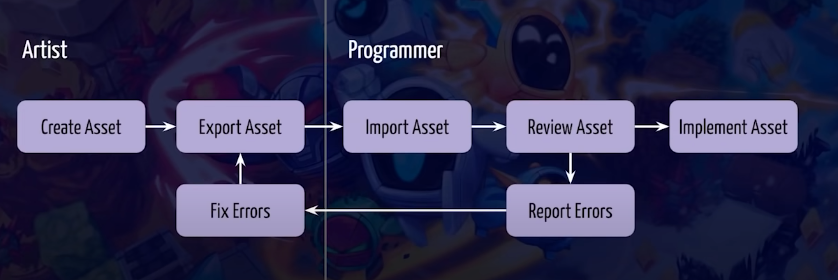 Artist
Programmer
Create Asset
Export Asset
Import Asset
Review Asset
Implement Asset
Fix Errors
Report Errors